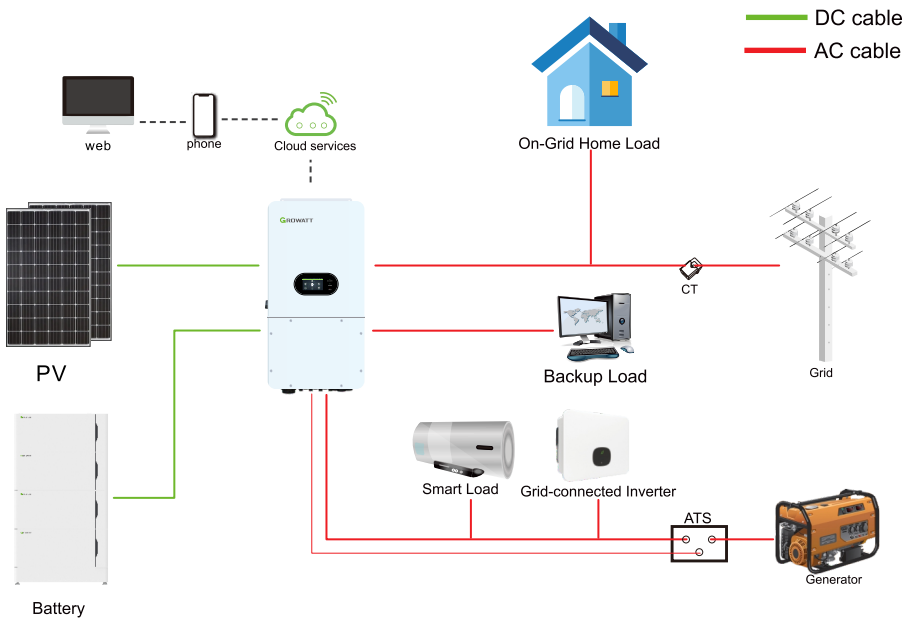 DC cable
AC cable
web
phone
Cloud services
On-Grid Home Load
GROWATT
PV
CT
Grid
Backup Load
Battery
Smart Load
Grid-connected Inverter
ATS
Generator